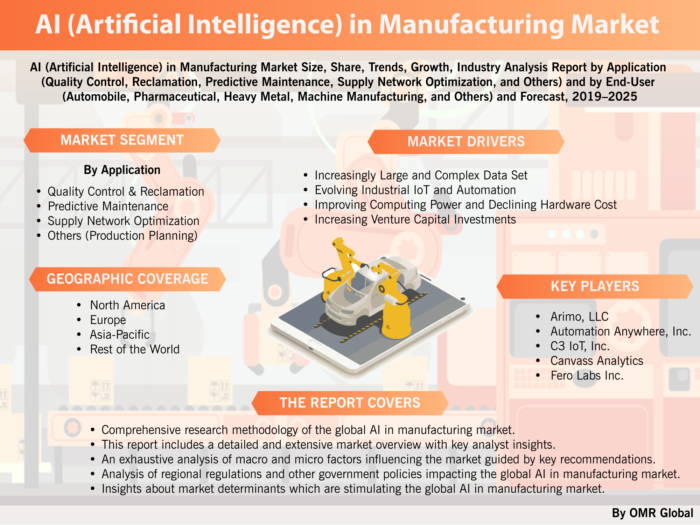 AI (Artificial Intelligence) in Manufacturing Market
AI (Artificial Intelligence) in Manufacturing Market Size, Share, Trends, Growth, Industry Analysis Report by Application
(Quality Control, Reclamation, Predictive Maintenance, Supply Network Optimization, and Others) and by End-User
(Automobile, Pharmaceutical, Heavy Metal, Machine Manufacturing, and Others) and Forecast, 2019–2025
MARKET SEGMENT
By Application
• Quality Control & Reclamation
• Predictive Maintenance
• Supply Network Optimization
• Others (Production Planning)
MARKET DRIVERS
• Increasingly Large and Complex Data Set
• Evolving Industrial IoT and Automation
• Improving Computing Power and Declining Hardware Cost
• Increasing Venture Capital Investments
GEOGRAPHIC COVERAGE
• North America
• Europe
• Asia-Pacific
• Rest of the World
KEY PLAYERS
• Arimo, LLC
• Automation Anywhere, Inc.
• C3 IoT, Inc.
• Canvass Analytics
• Fero Labs Inc.
THE REPORT COVERS
• Comprehensive research methodology of the global AI in manufacturing market.
• This report includes a detailed and extensive market overview with key analyst insights.
• An exhaustive analysis of macro and micro factors influencing the market guided by key recommendations.
• Analysis of regional regulations and other government policies impacting the global AI in manufacturing market.
• Insights about market determinants which are stimulating the global AI in manufacturing market.
By OMR Global